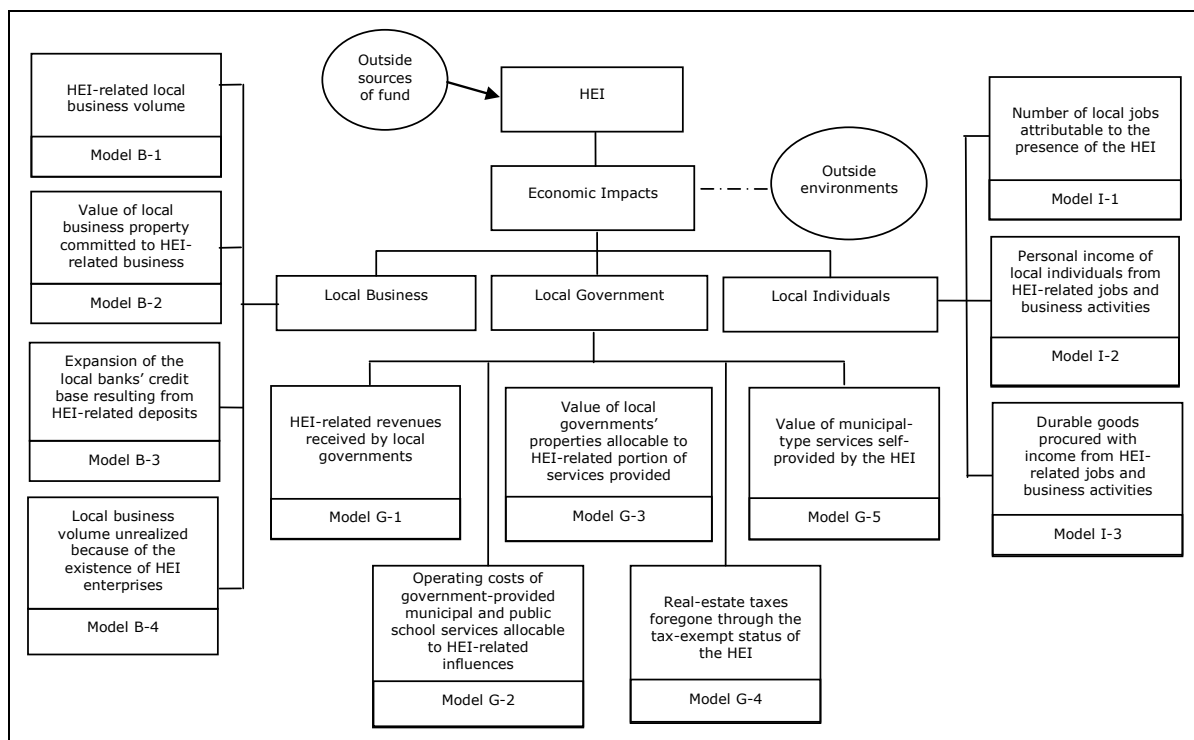 Outside
sources
of fund
HEI
Economic Impacts
Outside
environments
Local Business
Local Government
Local Individuals
HEI-related local
business volume
Model B-1
Value of local
business property
committed to HEI-
related business
Model B-2
Expansion of the
local banks’ credit
base resulting from
HEI-related deposits
Model B-3
Local business
volume unrealized
because of the
existence of HEI
enterprises
Model B-4
HEI-related revenues
received by local
governments
Model G-1
Operating costs of
government-provided
municipal and public
school services allocable
to HEI-related
influences
Model G-2
Value of local
governments’
properties allocable to
HEI-related portion of
services provided
Model G-3
Real-estate taxes
foregone through the
tax-exempt status of
the HEI
Model G-4
Value of municipal-
type services self-
provided by the HEI
Model G-5
Number of local jobs
attributable to the
presence of the HEI
Model I-1
Personal income of
local individuals from
HEI-related jobs and
business activities
Model I-2
Durable goods
procured with
income from HEI-
related jobs and
business activities
Model I-3